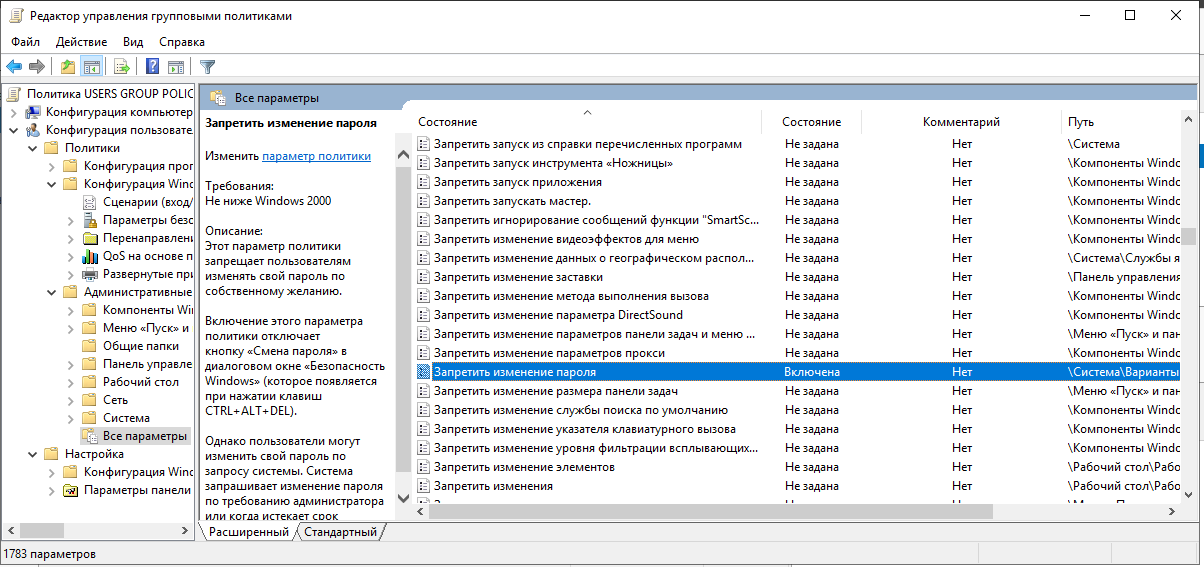 Редактор управления групповыми политиками
Файл Действие Вид Справка
Политика USERS GROUP POLIC
Конфигурация компьютер
Конфигурация пользовате
Политики
Конфигурация прог
Конфигурация Winc
Сценарии (вход/
Параметры безо
Перенаправлени
QoS на основе п
Развернутые при
Административные
Компоненты Wi
Меню «Пуск» и
Общие папки
Панель управле
Рабочий стол
Сеть
Система
Все параметры
Настройка
Конфигурация Winc
Параметры панели
Все параметры
Запретить изменение пароля
Изменить параметр политики
Требования:
Не ниже Windows 2000
Описание:
Этот параметр политики
запрещает пользователям
изменять свой пароль по
собственному желанию.
Включение этого параметра
политики отключает
кнопку «Смена пароля» в
диалоговом окне «Безопасность
Windows» (которое появляется
при нажатии клавиш
CTRL+ALT+DEL).
Однако пользователи могут
изменить свой пароль по
запросу системы. Система
запрашивает изменение пароля
по требованию администратора
или когда истекает срок
Состояние Состояние Комментарий Путь
Запретить запуск из справки перечисленных программ Не задана Нет \Система
Запретить запуск инструмента «Ножницы» Не задана Нет \Компоненты Windo
Запретить запуск приложения Не задана Нет \Компоненты Windo
Запретить запускать мастер. Не задана Нет \Компоненты Windo
Запретить игнорирование сообщений функции "SmartSc... Не задана Нет \Компоненты Windo
Запретить изменение видеоэффектов для меню Не задана Нет \Компоненты Windo
Запретить изменение данных о географическом распол... Не задана Нет \Система\Службы я
Запретить изменение заставки Не задана Нет \Панель управления
Запретить изменение метода выполнения вызова Не задана Нет \Компоненты Windo
Запретить изменение параметра DirectSound Не задана Нет \Компоненты Windo
Запретить изменение параметров панели задач и меню ... Не задана Нет \Меню «Пуск» и пан
Запретить изменение параметров прокси Не задана Нет \Компоненты Windo
Запретить изменение пароля Включена Нет \Система\Варианты
Запретить изменение размера панели задач Не задана Нет \Меню «Пуск» и пан
Запретить изменение службы поиска по умолчанию Не задана Нет \Компоненты Windo
Запретить изменение указателя клавиатурного вызова Не задана Нет \Компоненты Windo
Запретить изменение уровня фильтрации всплывающих... Не задана Нет \Компоненты Windo
Запретить изменение элементов Не задана Нет \Рабочий стол\Рабо
Запретить изменения Не задана Нет \Рабочий стол\Рабо
Расширенный Стандартный
1783 параметров